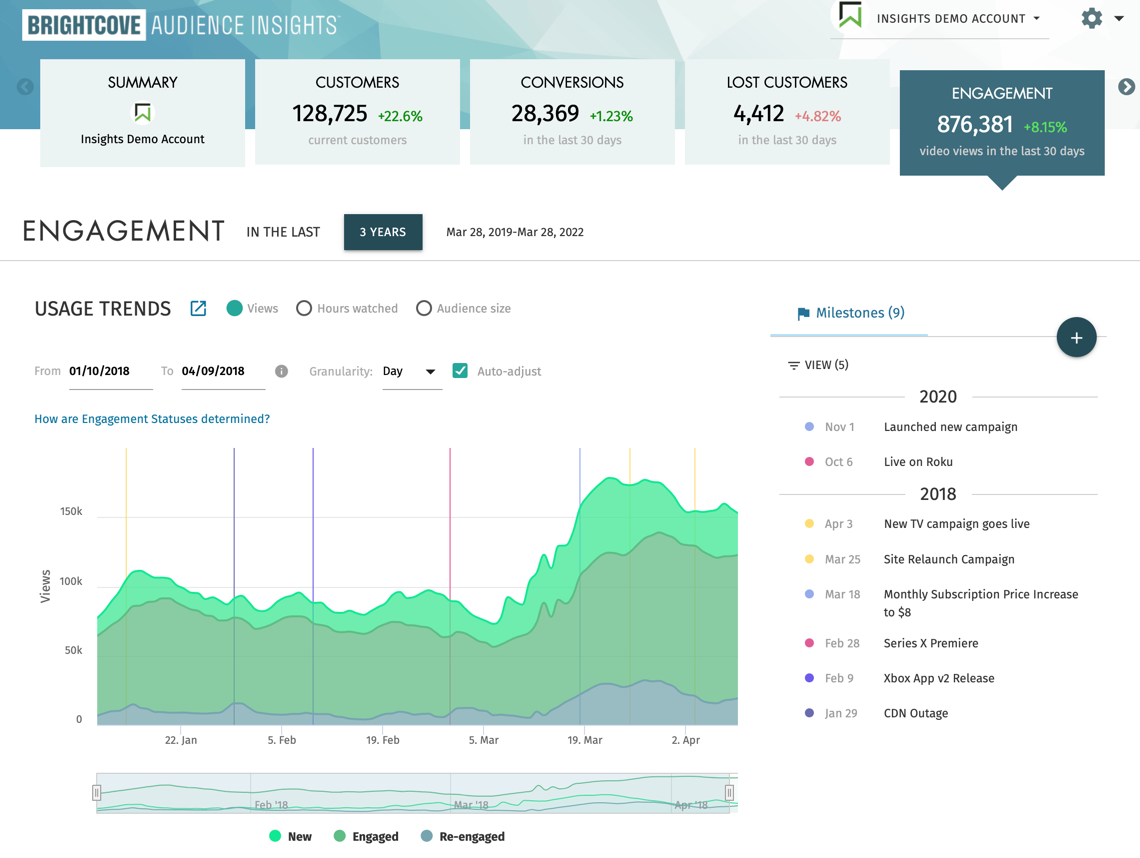 BRIGHTCOVE AUDIENCE INSIGHTS
INSIGHTS DEMO ACCOUNT
SUMMARY
Insights Demo Account
CUSTOMERS
128,725 +22.6%
current customers
CONVERSIONS
28,369 +1.23%
in the last 30 days
LOST CUSTOMERS
4,412 +4.82%
in the last 30 days
ENGAGEMENT
876,381 +8.15%
video views in the last 30 days
ENGAGEMENT IN THE LAST 3 YEARS Mar 28, 2019-Mar 28, 2022
USAGE TRENDS Views Hours watched Audience size
From 01/10/2018 To 04/09/2018 Granularity: Day Auto-adjust
How are Engagement Statuses determined?
Views
150k
100k
50k
0
22. Jan 5. Feb 19. Feb 5. Mar 19. Mar 2. Apr
Feb '18 Mar '18 Apr '18
New Engaged Re-engaged
Milestones (9)
+
VIEW (5)
2020
Nov 1 Launched new campaign
Oct 6 Live on Roku
2018
Apr 3 New TV campaign goes live
Mar 25 Site Relaunch Campaign
Mar 18 Monthly Subscription Price Increase
to $8
Feb 28 Series X Premiere
Feb 9 Xbox App v2 Release
Jan 29 CDN Outage